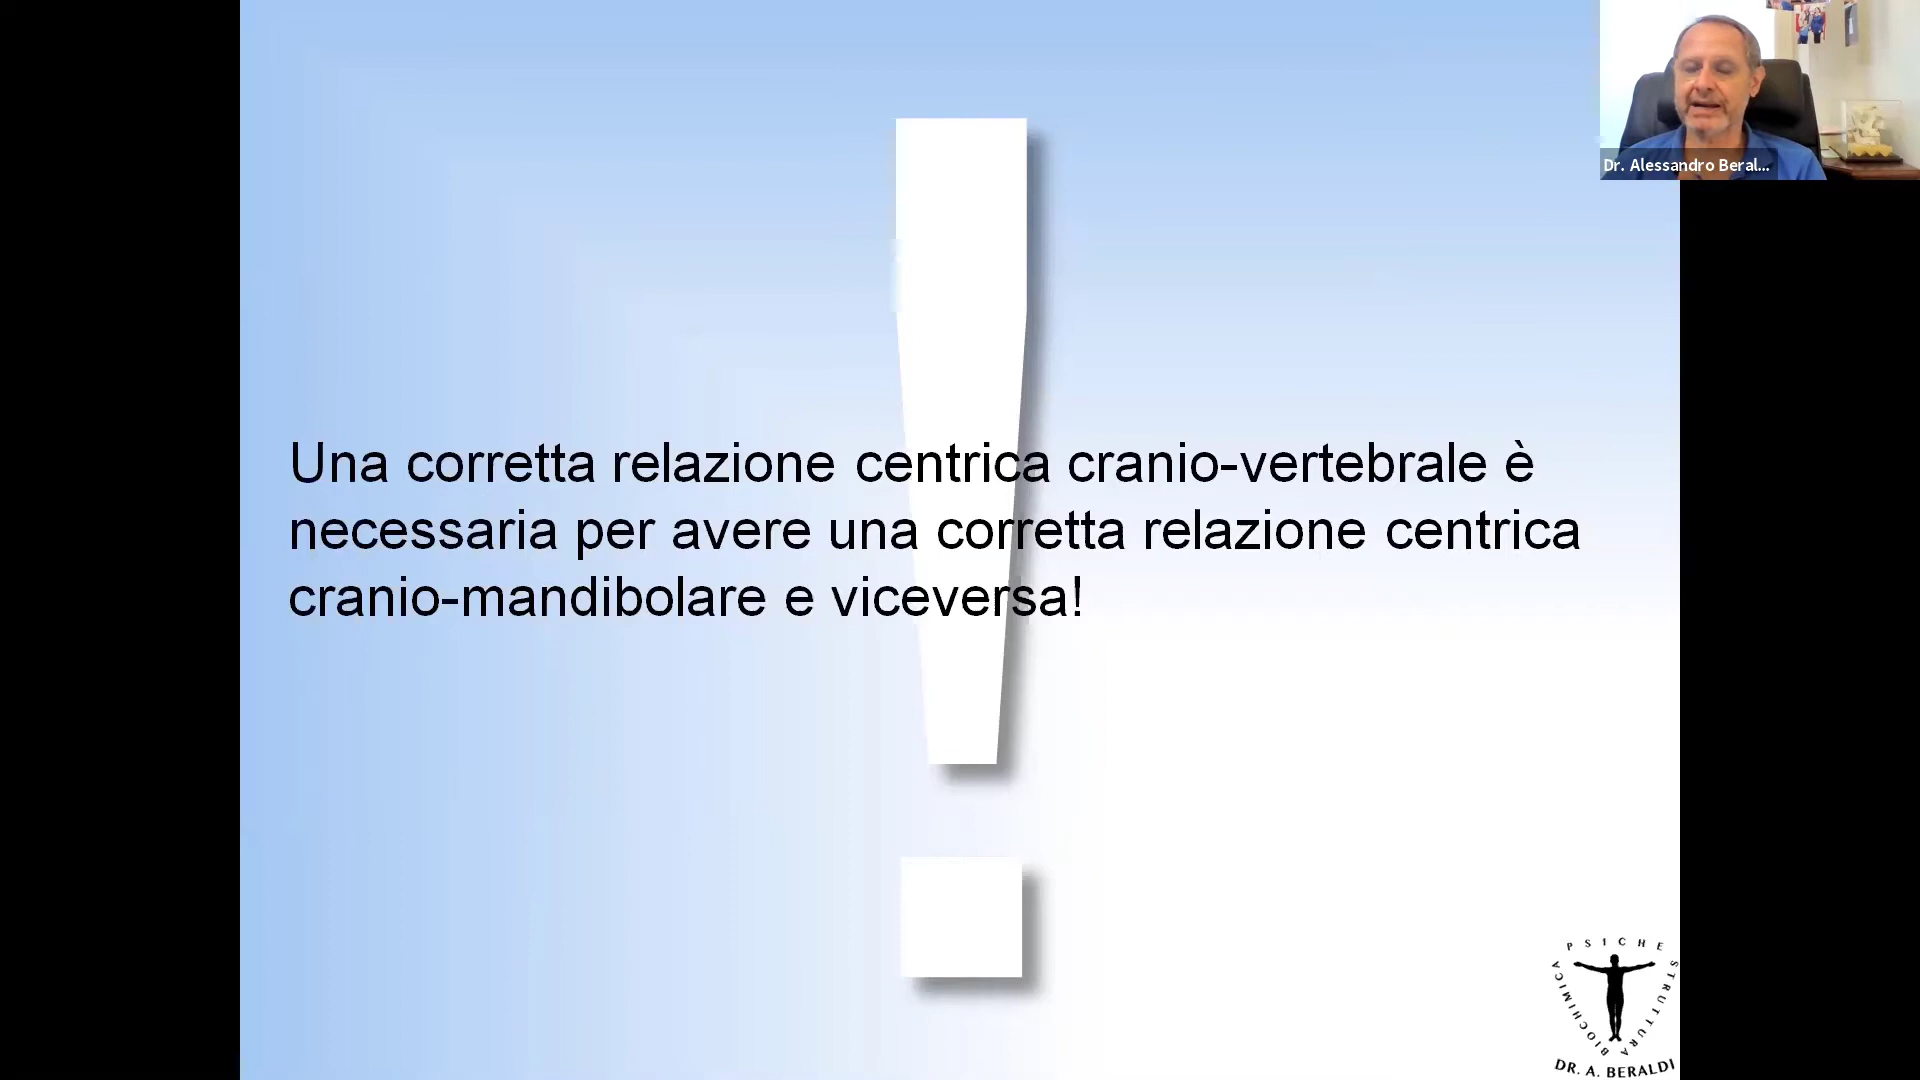 Dr. Alessandro Beral...
Una corretta relazione centrica cranio-vertebrale è
necessaria per avere una corretta relazione centrica
cranio-mandibolare e viceversa!
PSICHE
STRUTTURA
BIOCHIMICA
DR. A. BERALDI